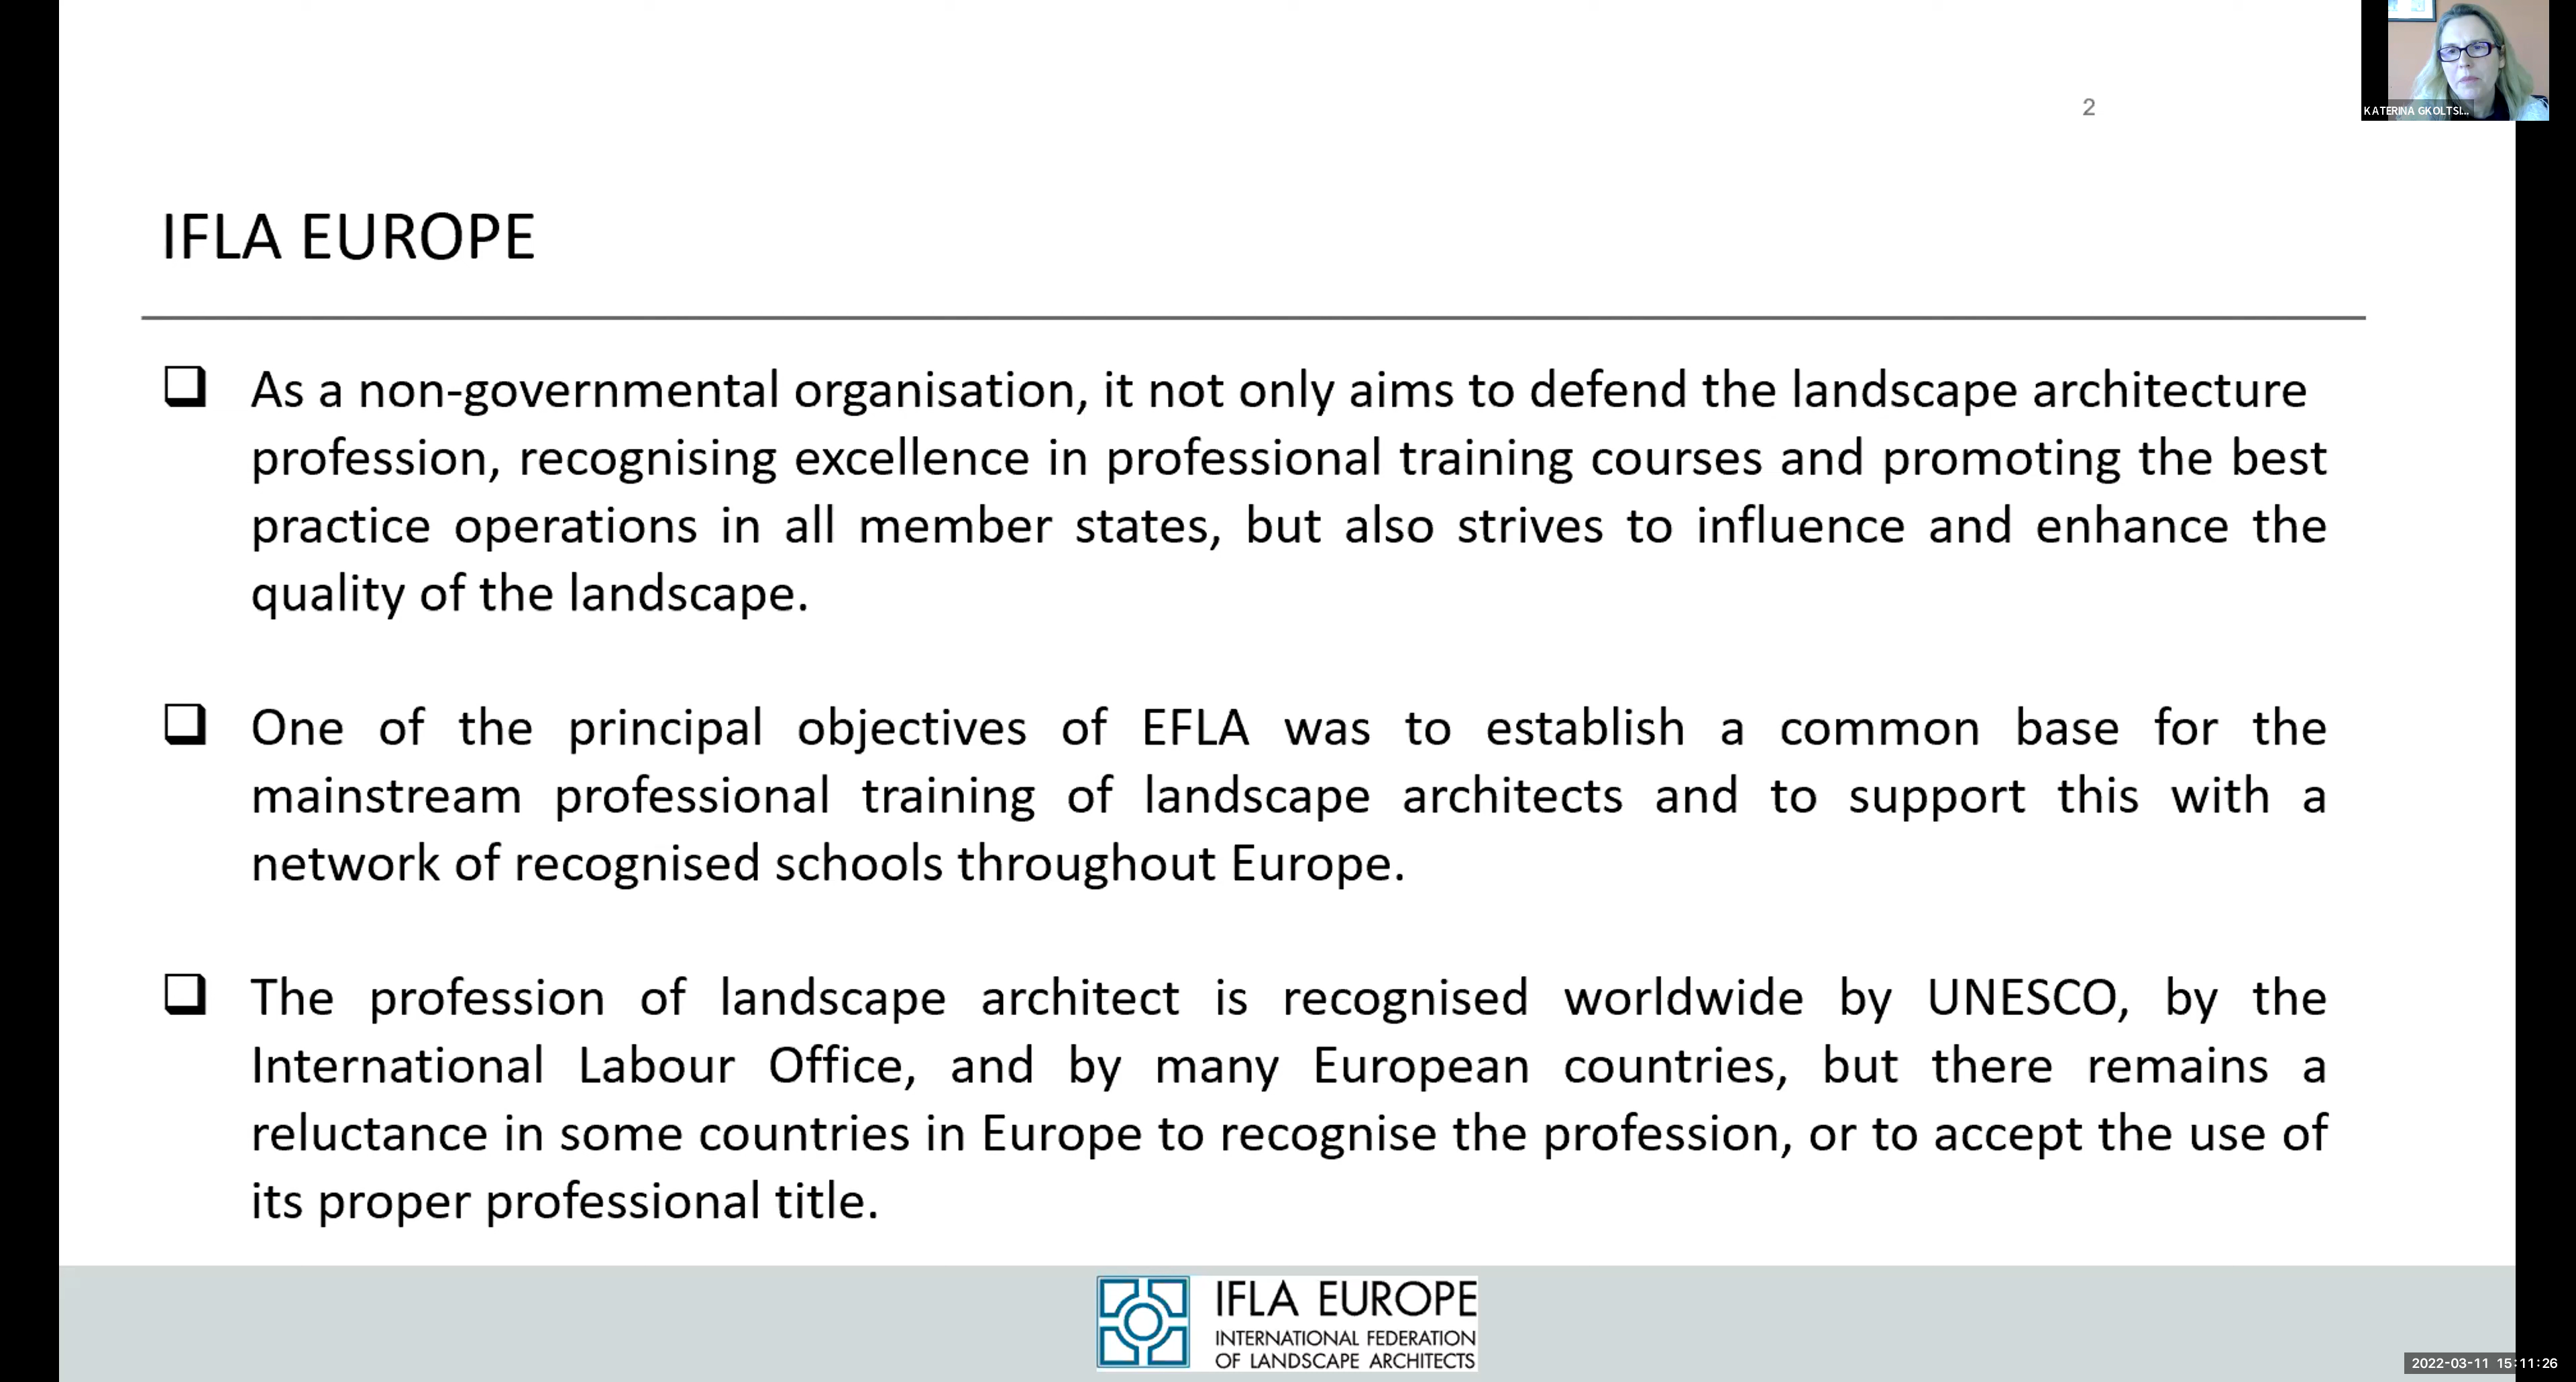 KATERINA GKOLTSI...
2
IFLA EUROPE
As a non-governmental organisation, it not only aims to defend the landscape architecture
profession, recognising excellence in professional training courses and promoting the best
practice operations in all member states, but also strives to influence and enhance the
quality of the landscape.
One of the principal objectives of EFLA was to establish a common base for the
mainstream professional training of landscape architects and to support this with a
network of recognised schools throughout Europe.
The profession of landscape architect is recognised worldwide by UNESCO, by the
International Labour Office, and by many European countries, but there remains a
reluctance in some countries in Europe to recognise the profession, or to accept the use of
its proper professional title.
IFLA EUROPE
INTERNATIONAL FEDERATION
OF LANDSCAPE ARCHITECTS
2022-03-11 15:11:26